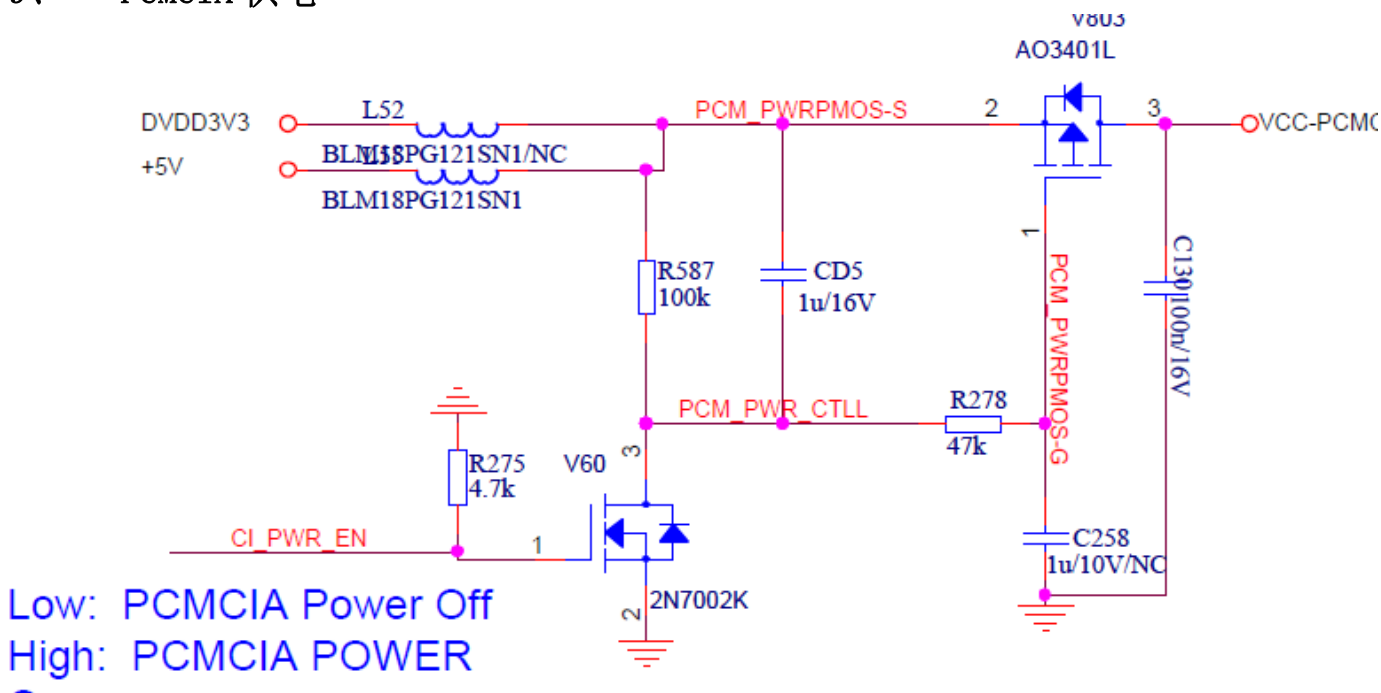 PCMCIA
V803
AO3401L
DVDD3V3
L52
PCM_PWRPMOS-S
2
3
BLM18PG121SN1/NC
+5V
BLM18PG121SN1
1
R587
100k
CD5
1u/16V
PCM_PWRPMOS-G
C130
100n/16V
PCM_PWR_CTLL
R278
47k
R275
4.7k
V60
3
CI_PWR_EN
1
C258
1u/10V/NC
2N7002K
2
Low: PCMCIA Power Off
High: PCMCIA POWER